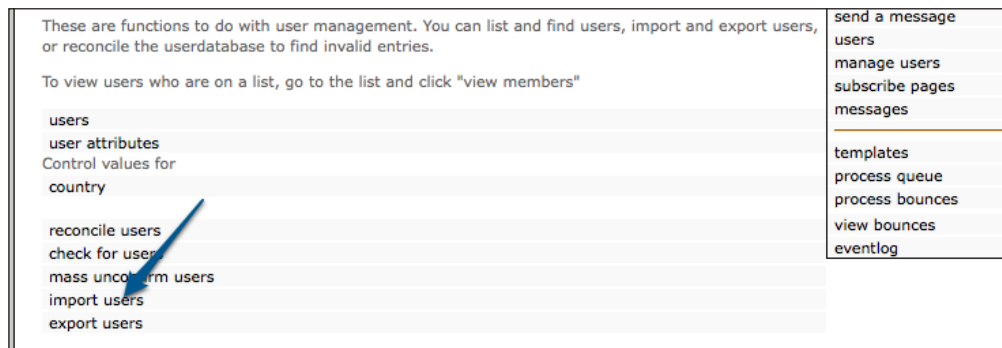 These are functions to do with user management. You can list and find users, import and export users,
or reconcile the userdatabase to find invalid entries.
To view users who are on a list, go to the list and click "view members"
users
user attributes
Control values for
country
reconcile users
check for users
mass unconfirm users
import users
export users
send a message
users
manage users
subscribe pages
messages
templates
process queue
process bounces
view bounces
eventlog